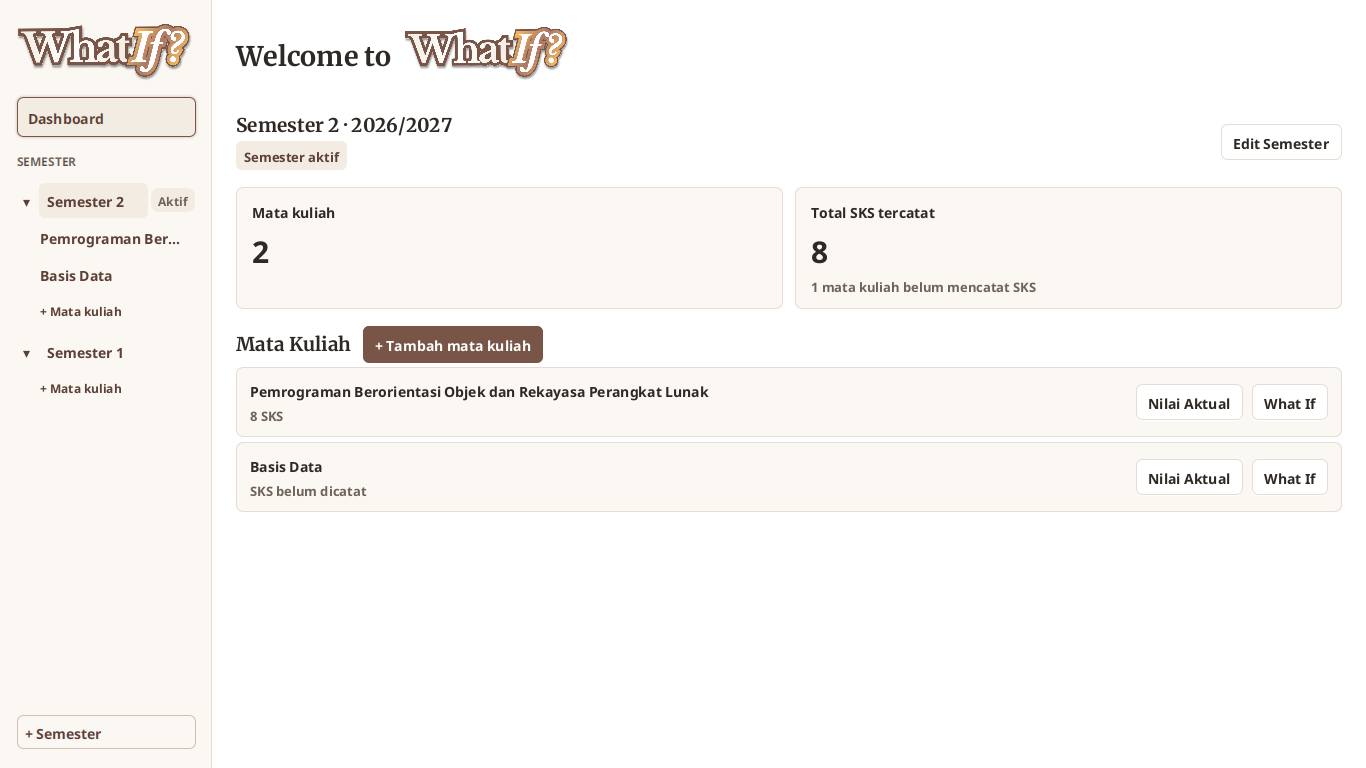 WhatIf?
Dashboard
SEMESTER
▼ Semester 2 Aktif
Pemrograman Ber...
Basis Data
+ Mata kuliah
▼ Semester 1
+ Mata kuliah
+ Semester
Welcome to WhatIf?
Semester 2 · 2026/2027
Semester aktif
Edit Semester
Mata kuliah
2
Total SKS tercatat
8
1 mata kuliah belum mencatat SKS
Mata Kuliah + Tambah mata kuliah
Pemrograman Berorientasi Objek dan Rekayasa Perangkat Lunak
8 SKS
Nilai Aktual What If
Basis Data
SKS belum dicatat
Nilai Aktual What If